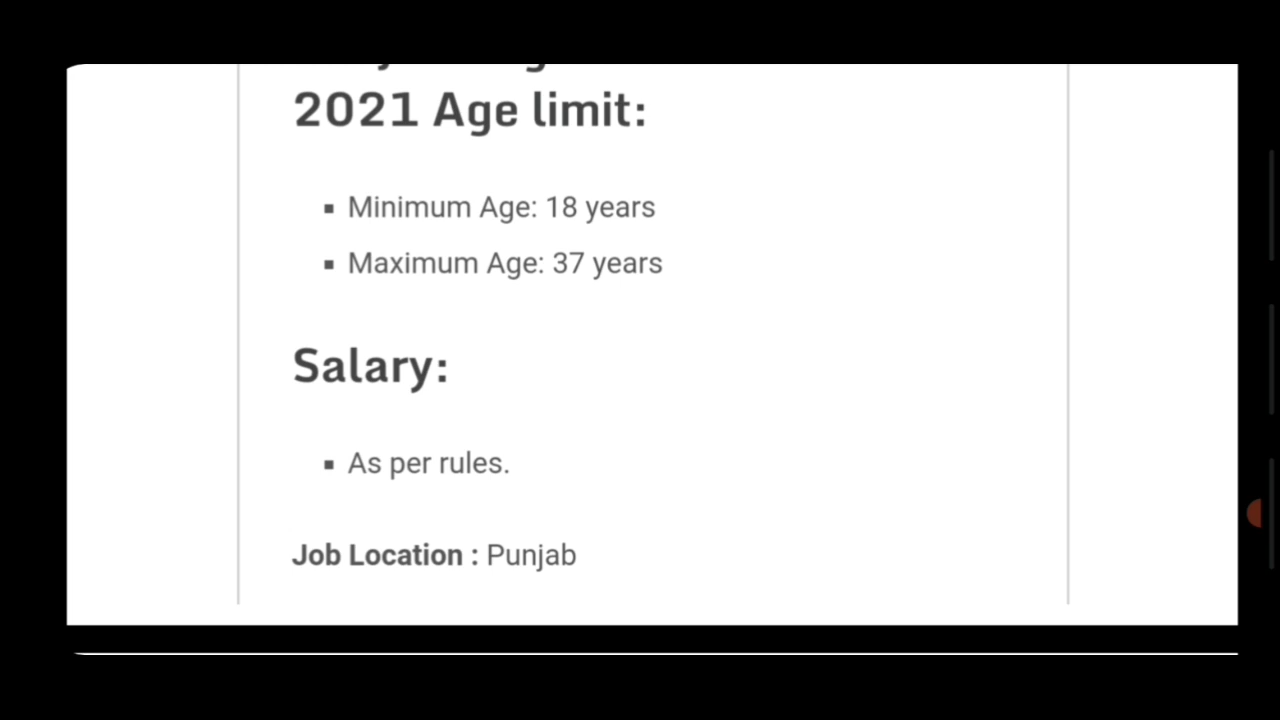 2021 Age limit:
▪ Minimum Age: 18 years
▪ Maximum Age: 37 years
Salary:
▪ As per rules.
Job Location : Punjab